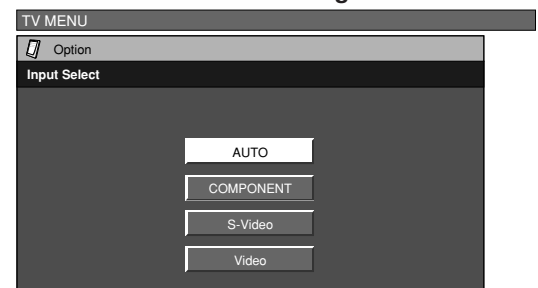 TV MENU
Option
Input Select
AUTO
COMPONENT
S-Video
Video